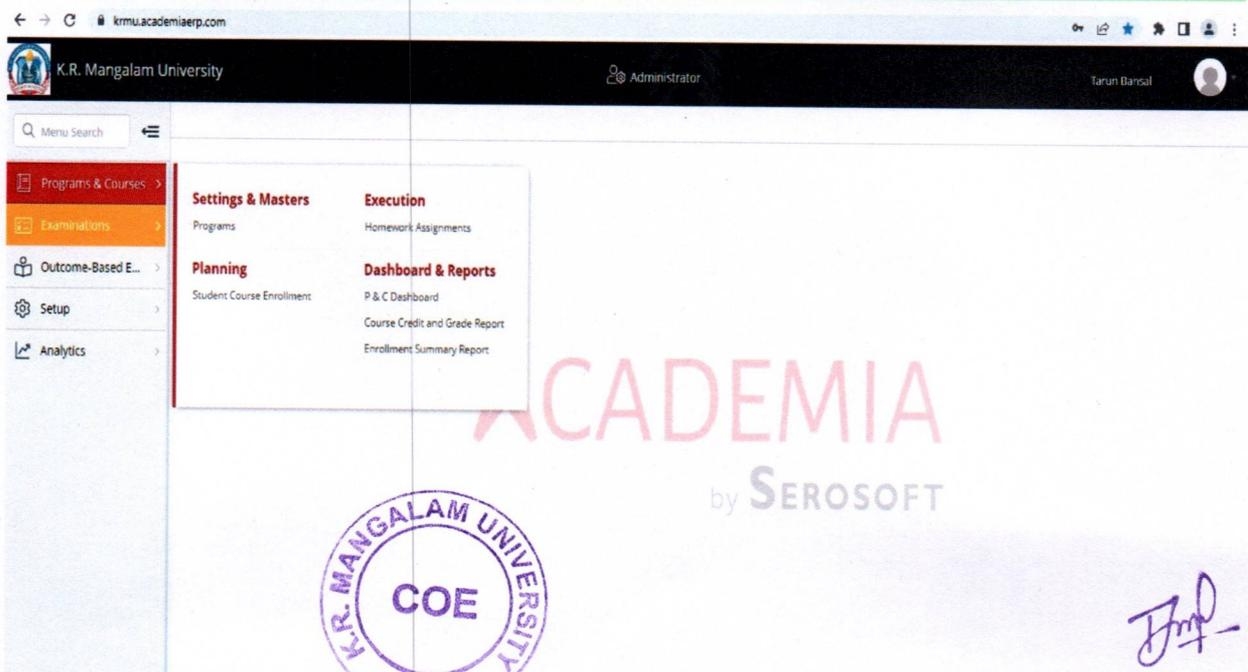 krmu.academiaerp.com
K.R. Mangalam University
Administrator
Tarun Bansal
Menu Search
Programs & Courses
Examinations
Outcome-Based E...
Setup
Analytics
Settings & Masters
Programs
Planning
Student Course Enrollment
Execution
Homework Assignments
Dashboard & Reports
P & C Dashboard
Course Credit and Grade Report
Enrollment Summary Report
ACADEMIA
by SEROSOFT
K.R. MANGALAM UNIVERSITY
COE